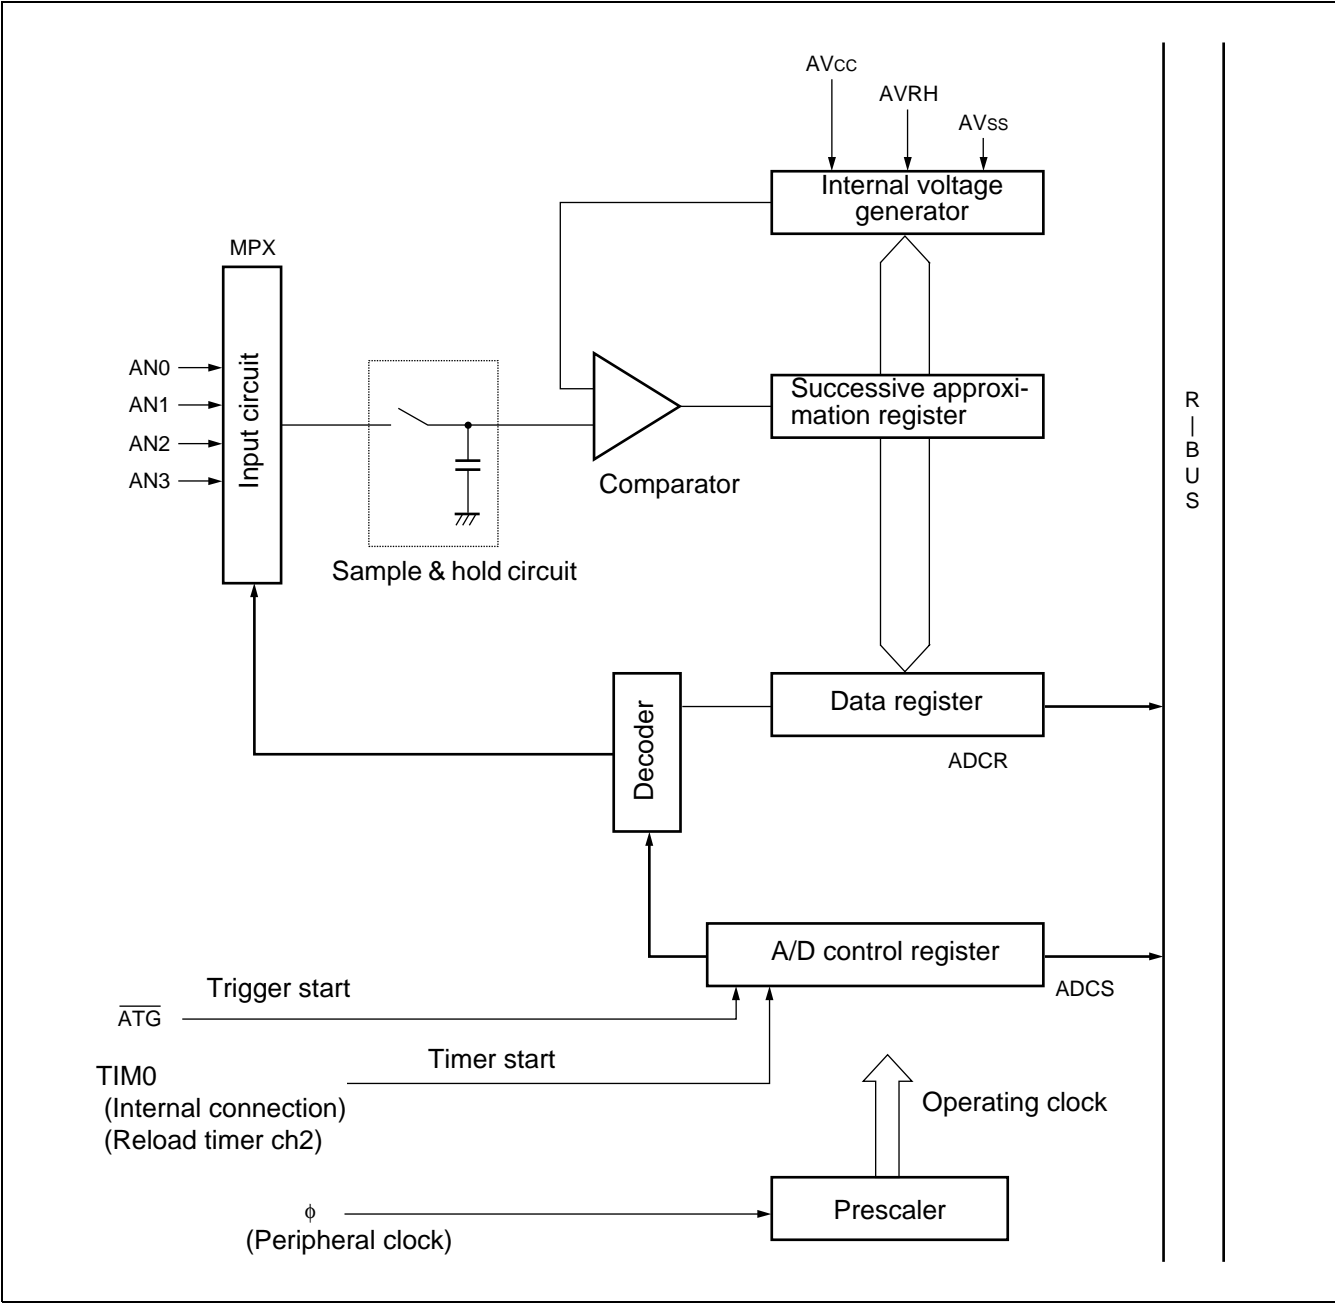 AVCC
AVRH
AVSS
Internal voltage
generator
MPX
Input circuit
AN0
AN1
AN2
AN3
Successive approxi-
mation register
Comparator
Sample & hold circuit
R
|
B
U
S
Decoder
Data register
ADCR
A/D control register
ADCS
Trigger start
ATG
Timer start
TIM0
(Internal connection)
(Reload timer ch2)
Operating clock
Prescaler
ϕ
(Peripheral clock)